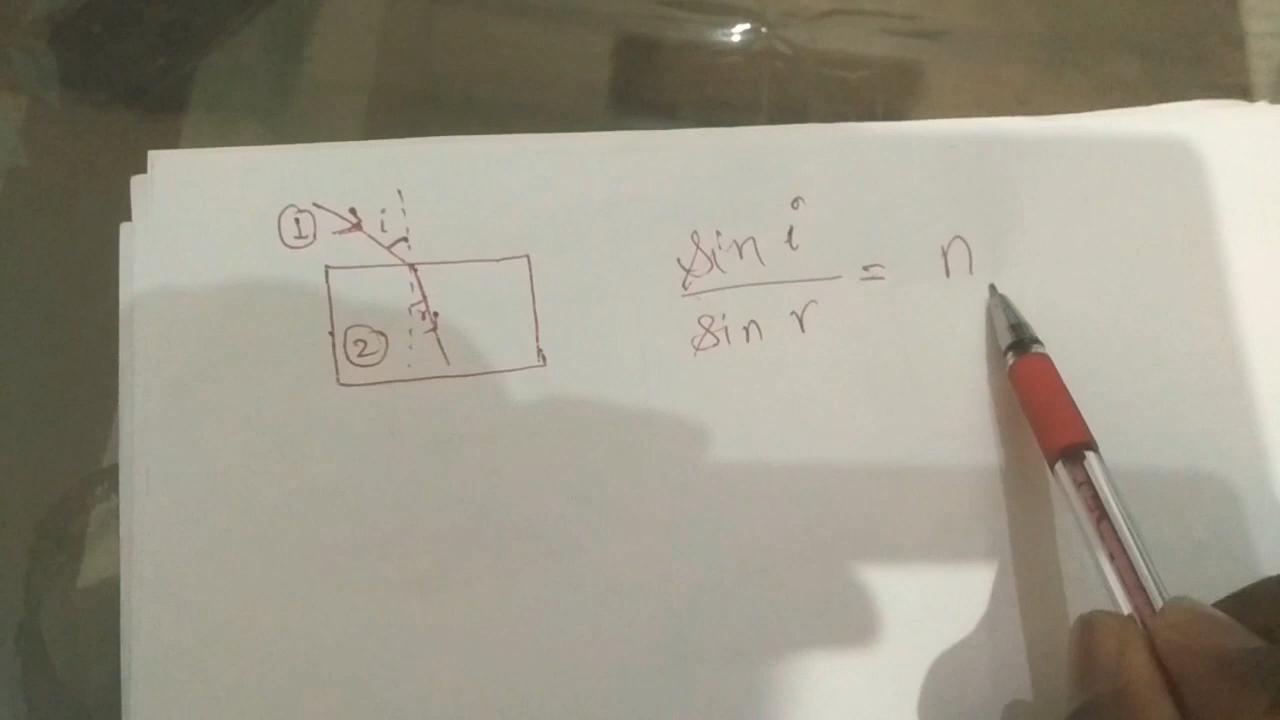 ① i
r
②
sin i
sin r
= n